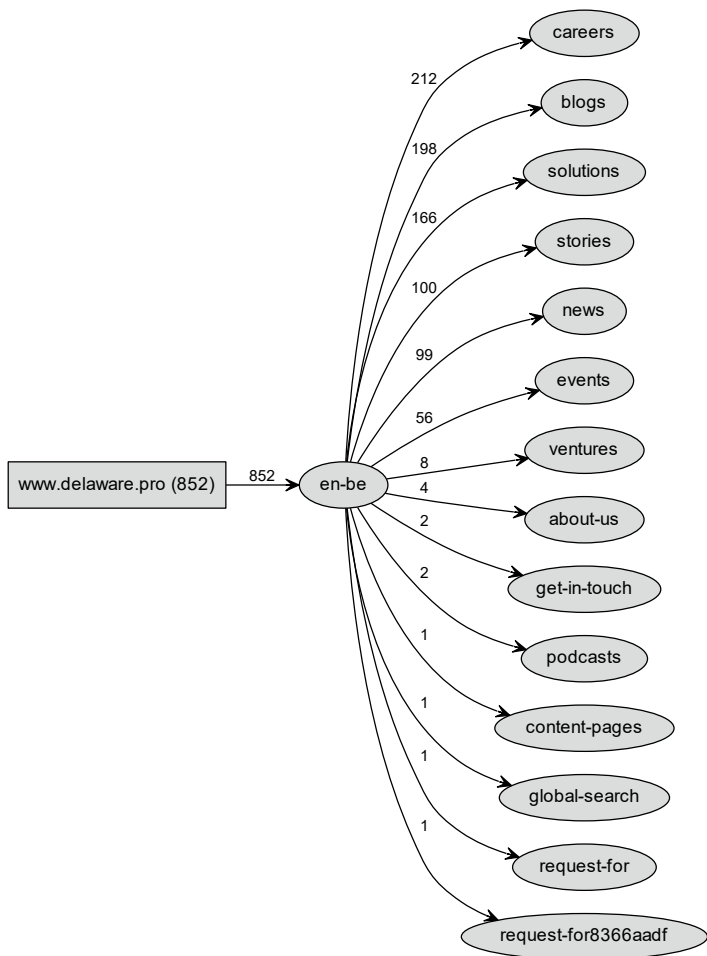 careers
212
blogs
198
solutions
166
stories
100
news
99
events
56
ventures
8
www.delaware.pro (852)
852
en-be
4
about-us
2
get-in-touch
2
podcasts
1
content-pages
1
global-search
1
request-for
1
request-for8366aadf